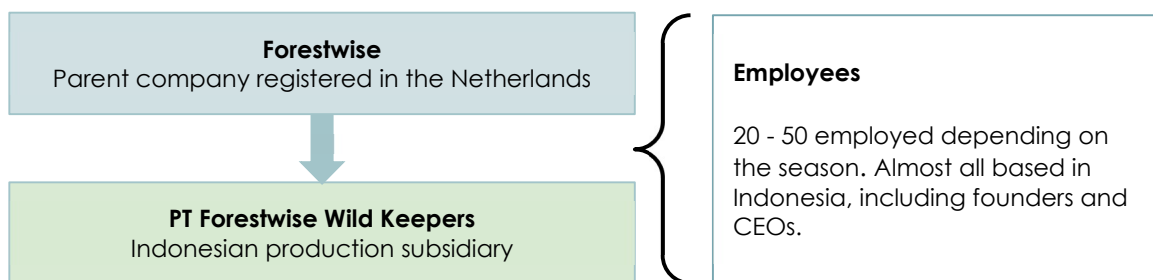 Forestwise
Parent company registered in the Netherlands
PT Forestwise Wild Keepers
Indonesian production subsidiary
Employees
20 - 50 employed depending on
the season. Almost all based in
Indonesia, including founders and
CEOs.